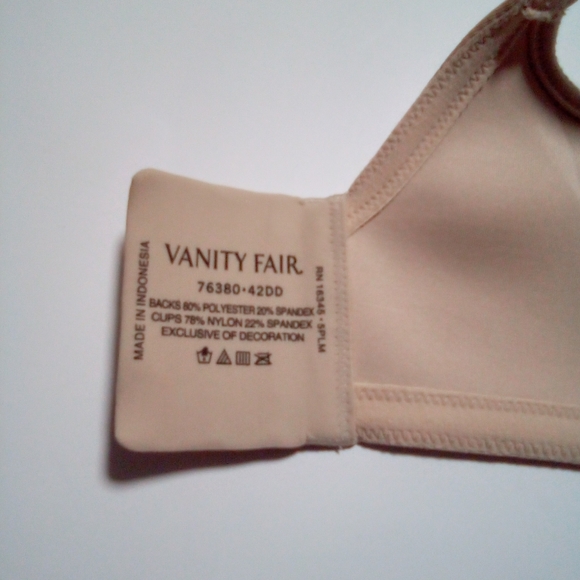 VANITY FAIR.
76380•42DD
BACKS 80% POLYESTER 20% SPANDEX
CUPS 78% NYLON 22% SPANDEX
EXCLUSIVE OF DECORATION
MADE IN INDONESIA
RN 16345 • SPLM